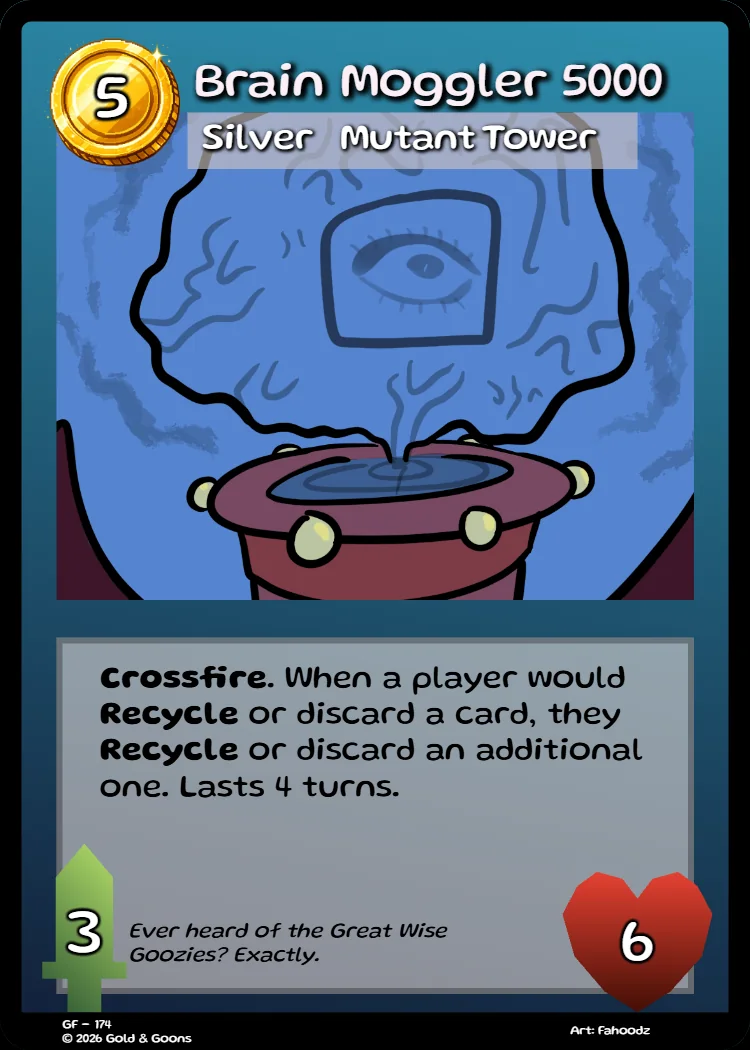 5
Brain Moggler 5000
Silver Mutant Tower
Crossfire. When a player would
Recycle or discard a card, they
Recycle or discard an additional
one. Lasts 4 turns.
3
Ever heard of the Great Wise
Goozies? Exactly.
6
GF - 174
© 2026 Gold & Goons
Art: fahoodz